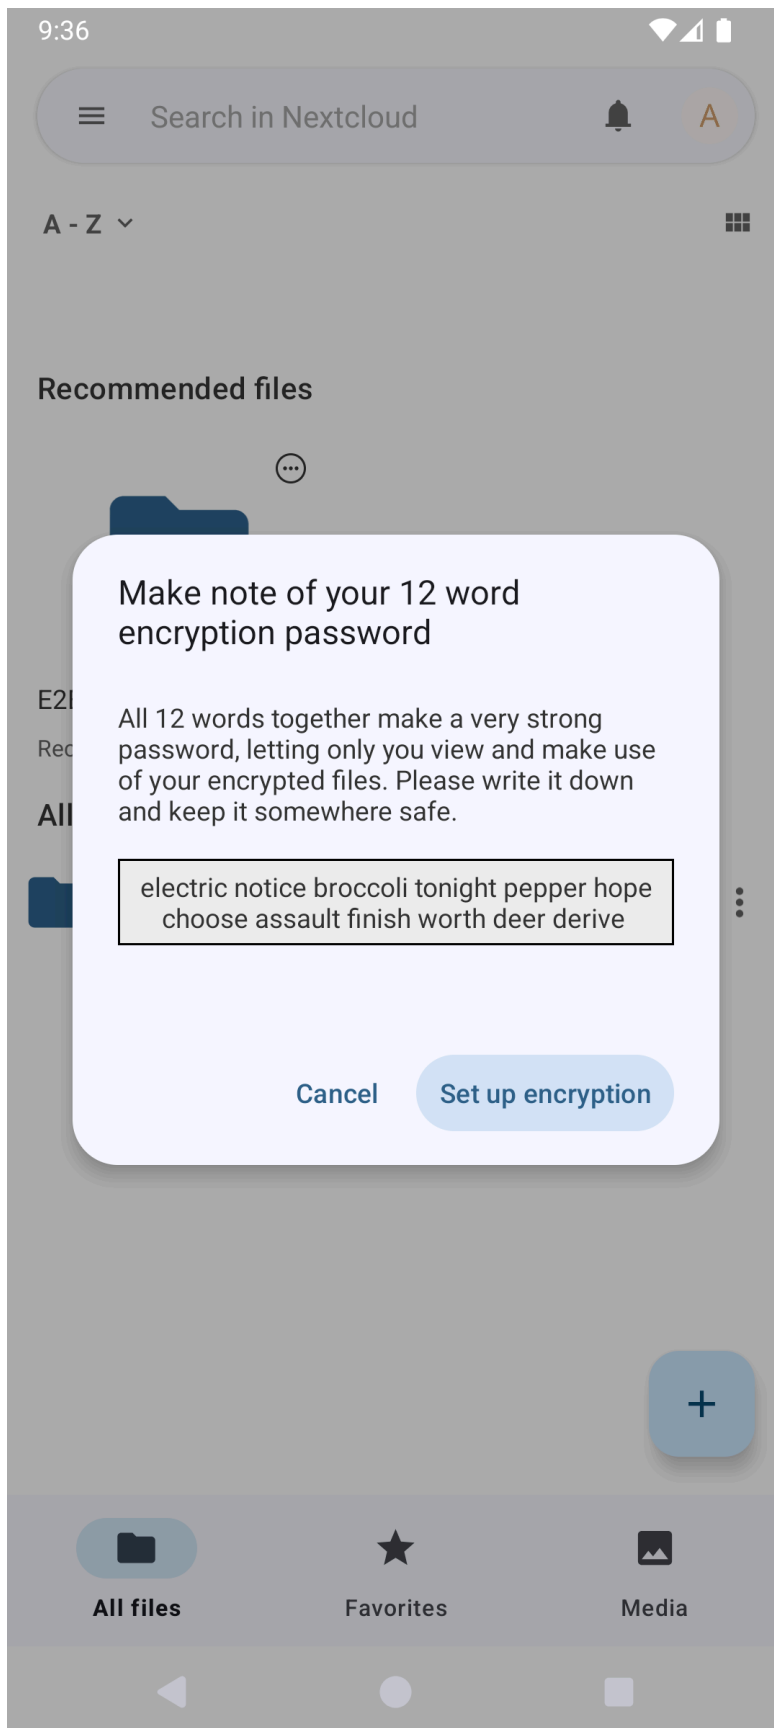 9:36
Search in Nextcloud
A
A - Z
Recommended files
Make note of your 12 word
encryption password
E2
All 12 words together make a very strong
password, letting only you view and make use
of your encrypted files. Please write it down
and keep it somewhere safe.
Rec
All
electric notice broccoli tonight pepper hope
choose assault finish worth deer derive
Cancel Set up encryption
All files Favorites Media